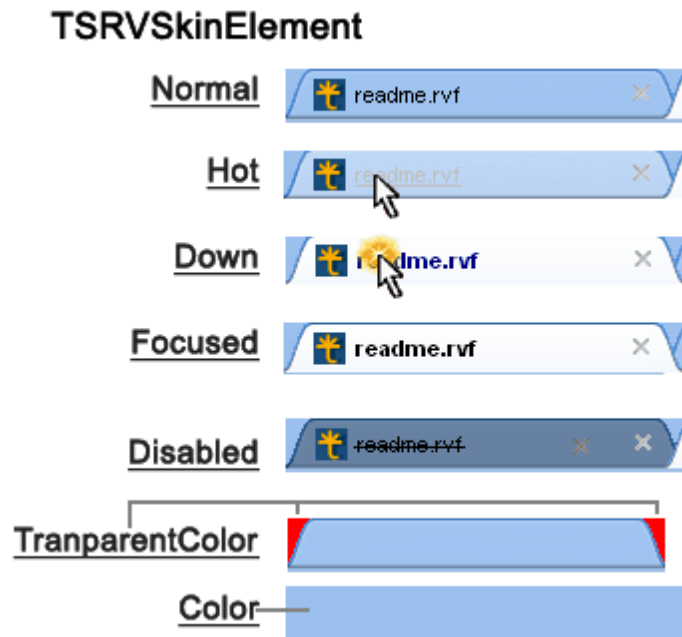 TSRVSkinElement
Normal readme.rvf
Hot readme.rvf
Down readme.rvf
Focused readme.rvf
Disabled readme.rvf
TranparentColor
Color